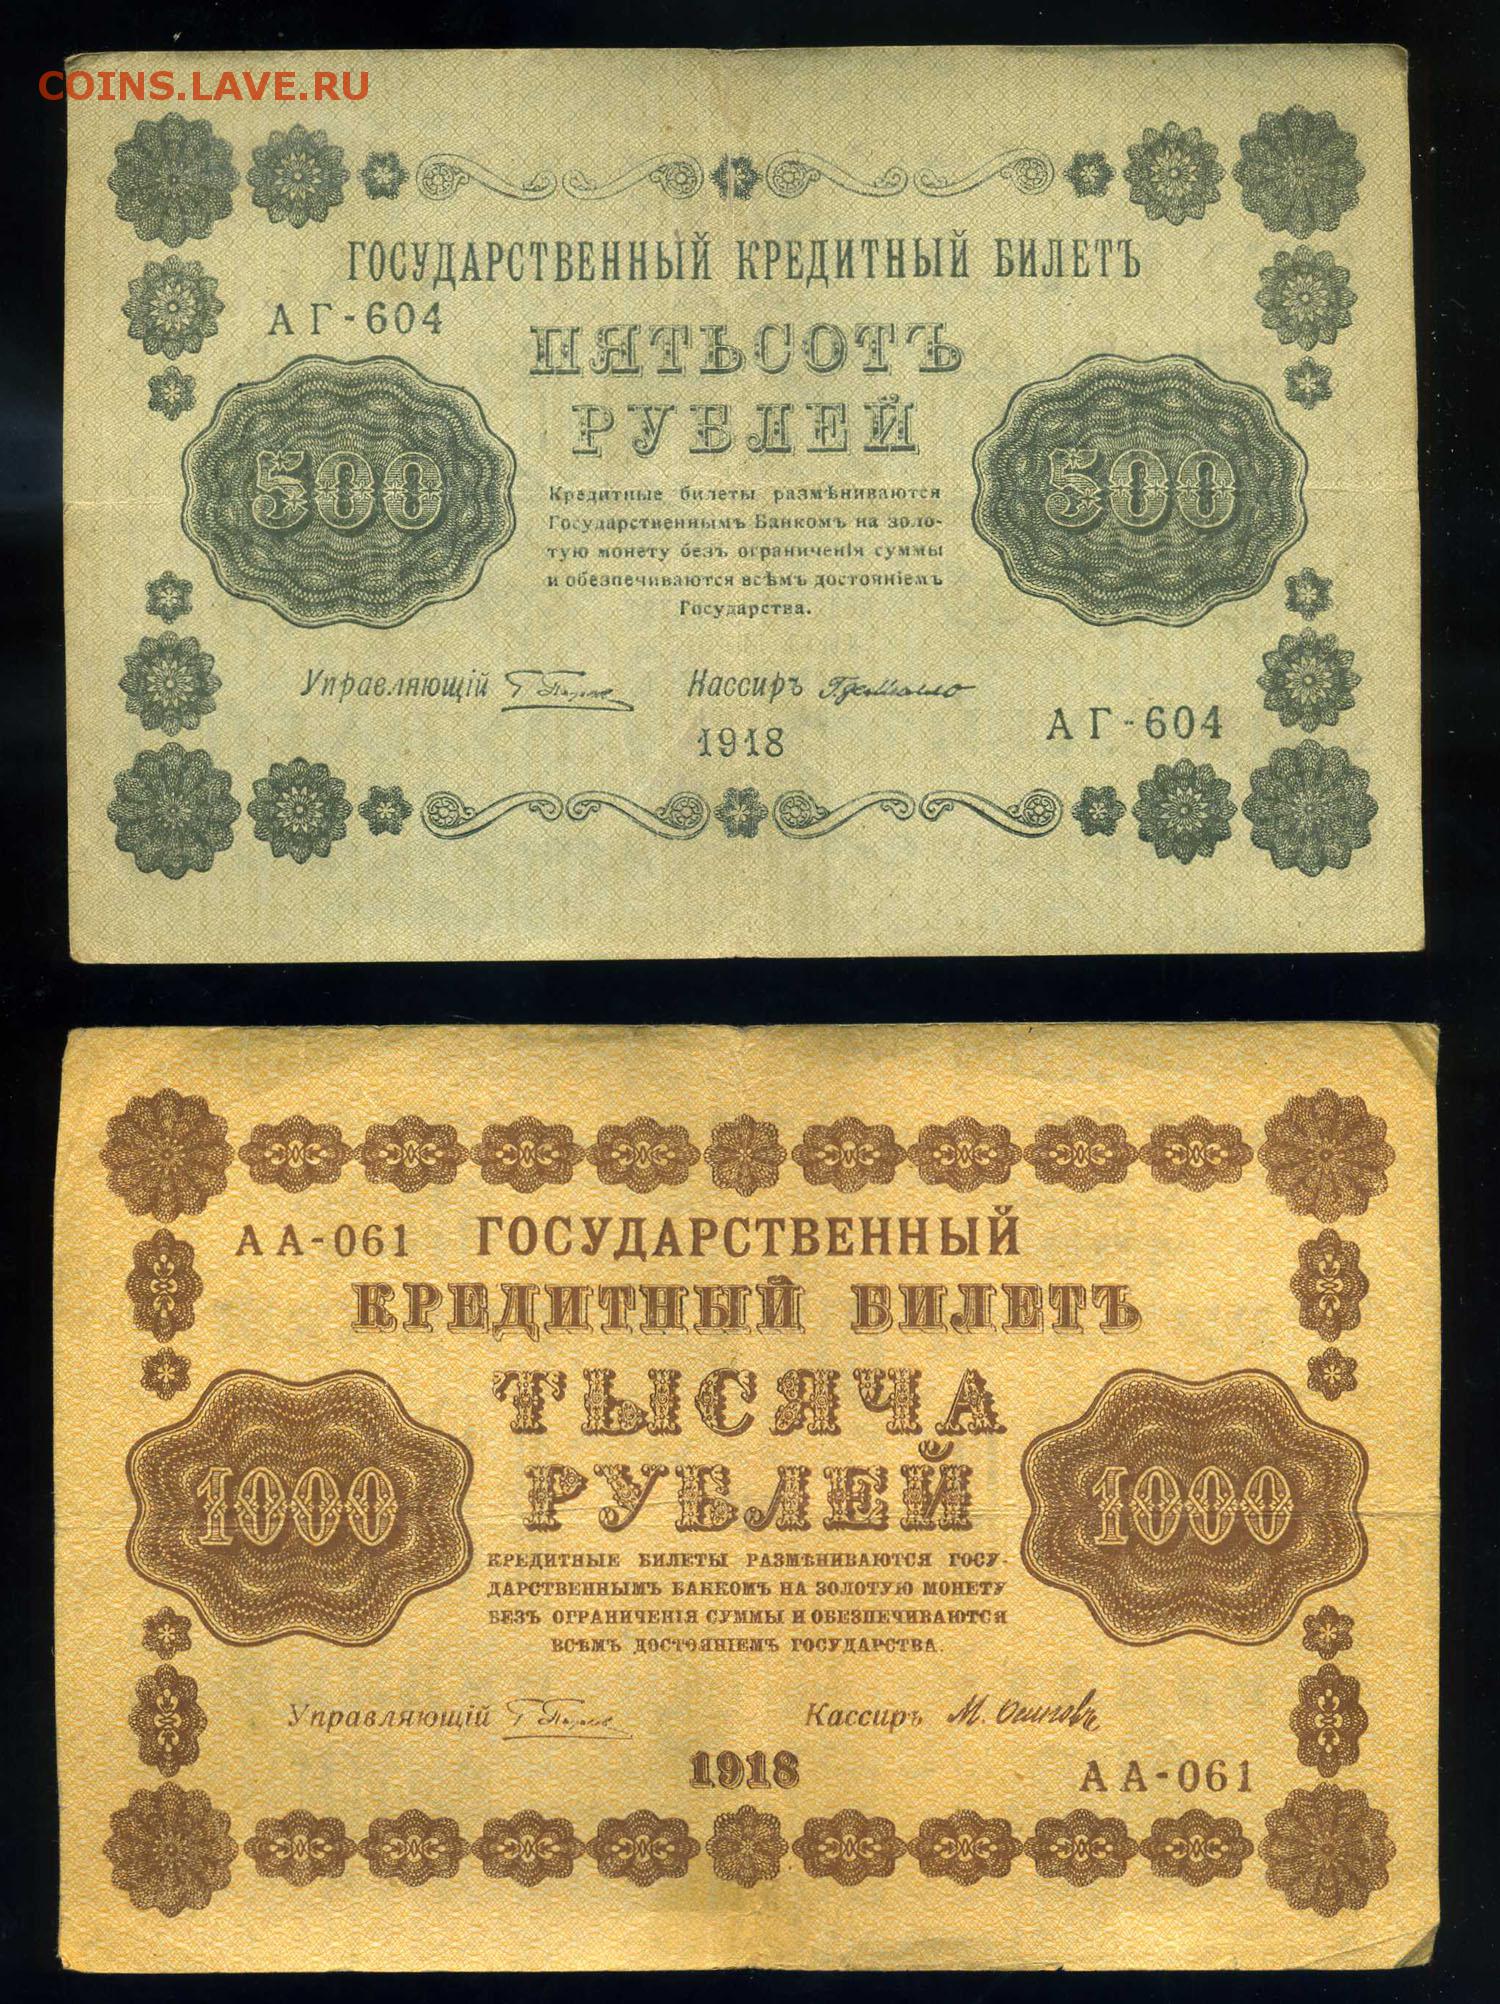 COINS.LAVE.RU
ГОСУДАРСТВЕННЫЙ КРЕДИТНЫЙ БИЛЕТЪ
АГ-604
ПЯТЬСОТЪ
РУБЛЕЙ
500
500
Кредитные билеты размѣниваются
Государственнымъ Банкомъ на золо-
тую монету безъ ограниченія суммы
и обезпечиваются всѣмъ достояніемъ
Государства.
Управляющій Кассиръ
1918
АГ-604
АА-061 ГОСУДАРСТВЕННЫЙ
КРЕДИТНЫЙ БИЛЕТЪ
ТЫСЯЧА
РУБЛЕЙ
1000
1000
КРЕДИТНЫЕ БИЛЕТЫ РАЗМѢНИВАЮТСЯ ГОСУ-
ДАРСТВЕННЫМЪ БАНКОМЪ НА ЗОЛОТУЮ МОНЕТУ
БЕЗЪ ОГРАНИЧЕНІЯ СУММЫ И ОБЕЗПЕЧИВАЮТСЯ
ВСѢМЪ ДОСТОЯНІЕМЪ ГОСУДАРСТВА.
Управляющій Кассиръ М. Осиповъ
1918
АА-061